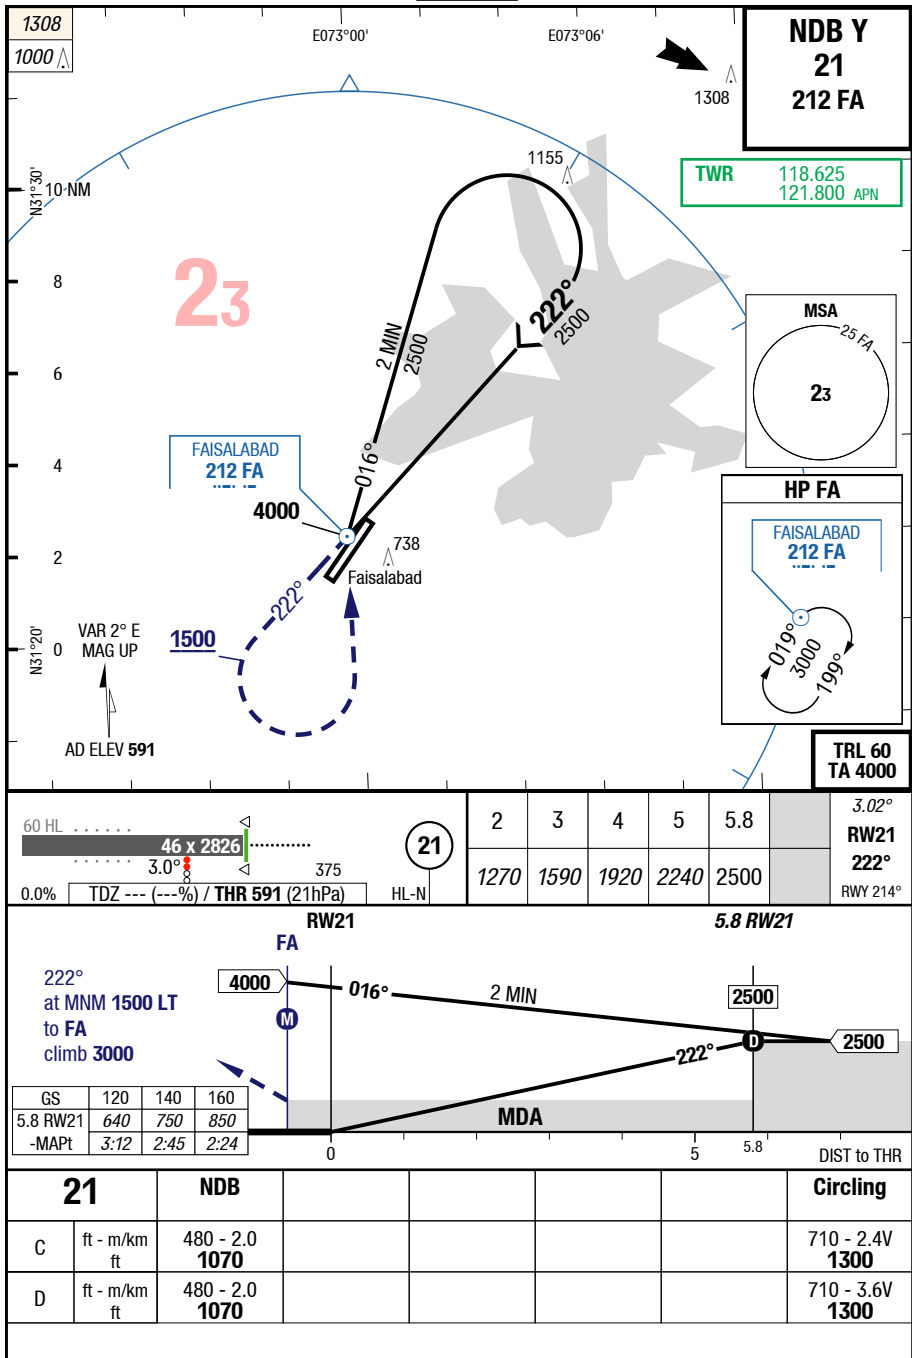 1308
1000
E073°00'
E073°06'
NDB Y
21
212 FA
1308
1155
TWR 118.625
121.800 APN
N31°30'
10 NM
8
6
4
2
0
N31°20'
23
2 MIN
2500
222°
2500
016°
FAISALABAD
212 FA
4000
738
Faisalabad
222°
1500
VAR 2° E
MAG UP
AD ELEV 591
MSA
25 FA
23
HP FA
FAISALABAD
212 FA
019°
3000
199°
TRL 60
TA 4000
60 HL
46 x 2826
3.0°
375
0.0%
TDZ --- (---%) / THR 591 (21hPa)
21
HL-N
2 3 4 5 5.8
1270 1590 1920 2240 2500
3.02°
RW21
222°
RWY 214°
RW21
5.8 RW21
FA
222°
at MNM 1500 LT
to FA
climb 3000
4000
016°
2 MIN
2500
M
D
2500
222°
MDA
GS 120 140 160
5.8 RW21 640 750 850
-MAPt 3:12 2:45 2:24
0
5
5.8
DIST to THR
21 NDB Circling
C ft - m/km 480 - 2.0 710 - 2.4V
ft 1070 1300
D ft - m/km 480 - 2.0 710 - 3.6V
ft 1070 1300